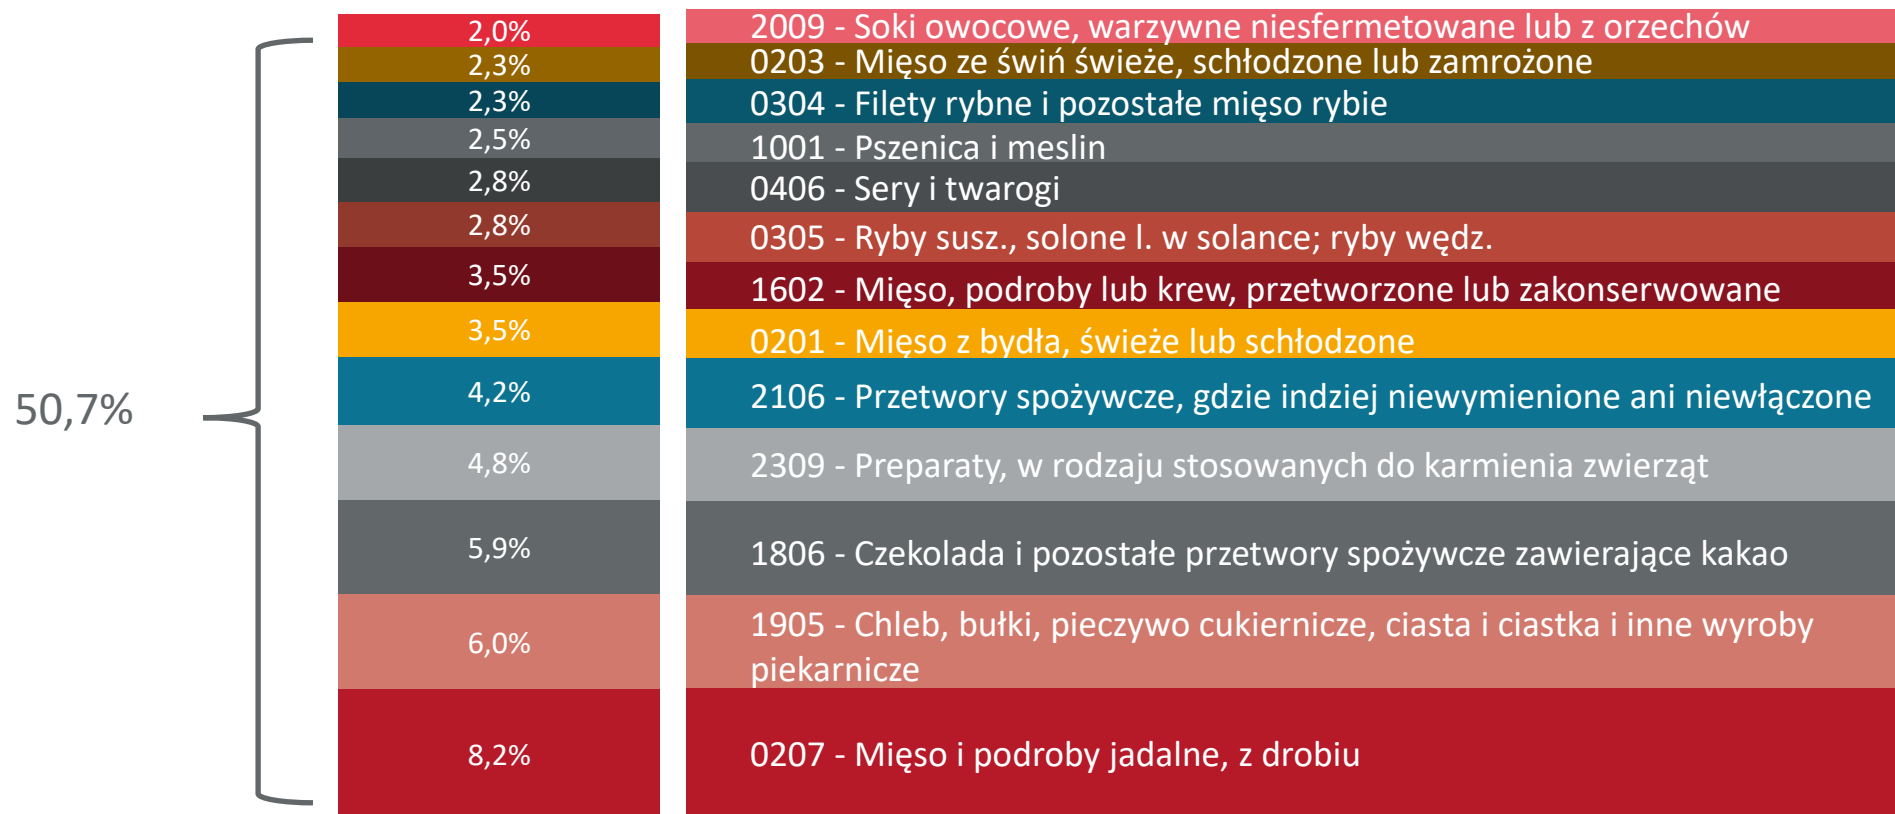 2,0%
2009 - Soki owocowe, warzywne niesfermetowane lub z orzechów
2,3%
0203 - Mięso ze świń świeże, schłodzone lub zamrożone
2,3%
0304 - Filety rybne i pozostałe mięso rybie
2,5%
1001 - Pszenica i meslin
2,8%
0406 - Sery i twarogi
2,8%
0305 - Ryby susz., solone l. w solance; ryby wędz.
3,5%
1602 - Mięso, podroby lub krew, przetworzone lub zakonserwowane
3,5%
0201 - Mięso z bydła, świeże lub schłodzone
50,7%
4,2%
2106 - Przetwory spożywcze, gdzie indziej niewymienione ani niewłączone
4,8%
2309 - Preparaty, w rodzaju stosowanych do karmienia zwierząt
5,9%
1806 - Czekolada i pozostałe przetwory spożywcze zawierające kakao
6,0%
1905 - Chleb, bułki, pieczywo cukiernicze, ciasta i ciastka i inne wyroby
piekarnicze
8,2%
0207 - Mięso i podroby jadalne, z drobiu